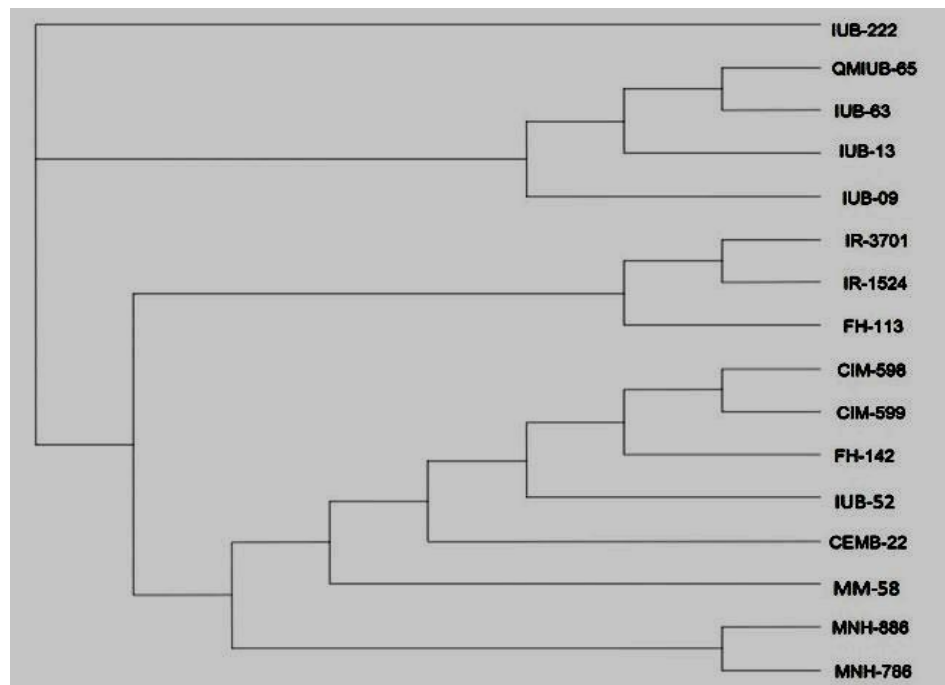 IUB-222
QMIUB-65
IUB-63
IUB-13
IUB-09
IR-3701
IR-1524
FH-113
CIM-598
CIM-599
FH-142
IUB-52
CEMB-22
MM-58
MNH-886
MNH-786